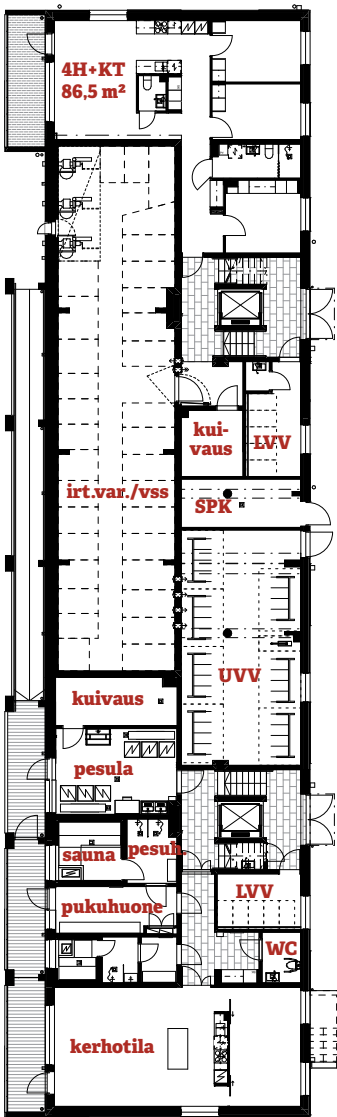 4H+KT
86,5 m²
kui-
vaus
LVV
irt.var./vss
SPK
UVV
kuivaus
pesula
sauna
pesuh.
LVV
pukuhuone
WC
kerhotila